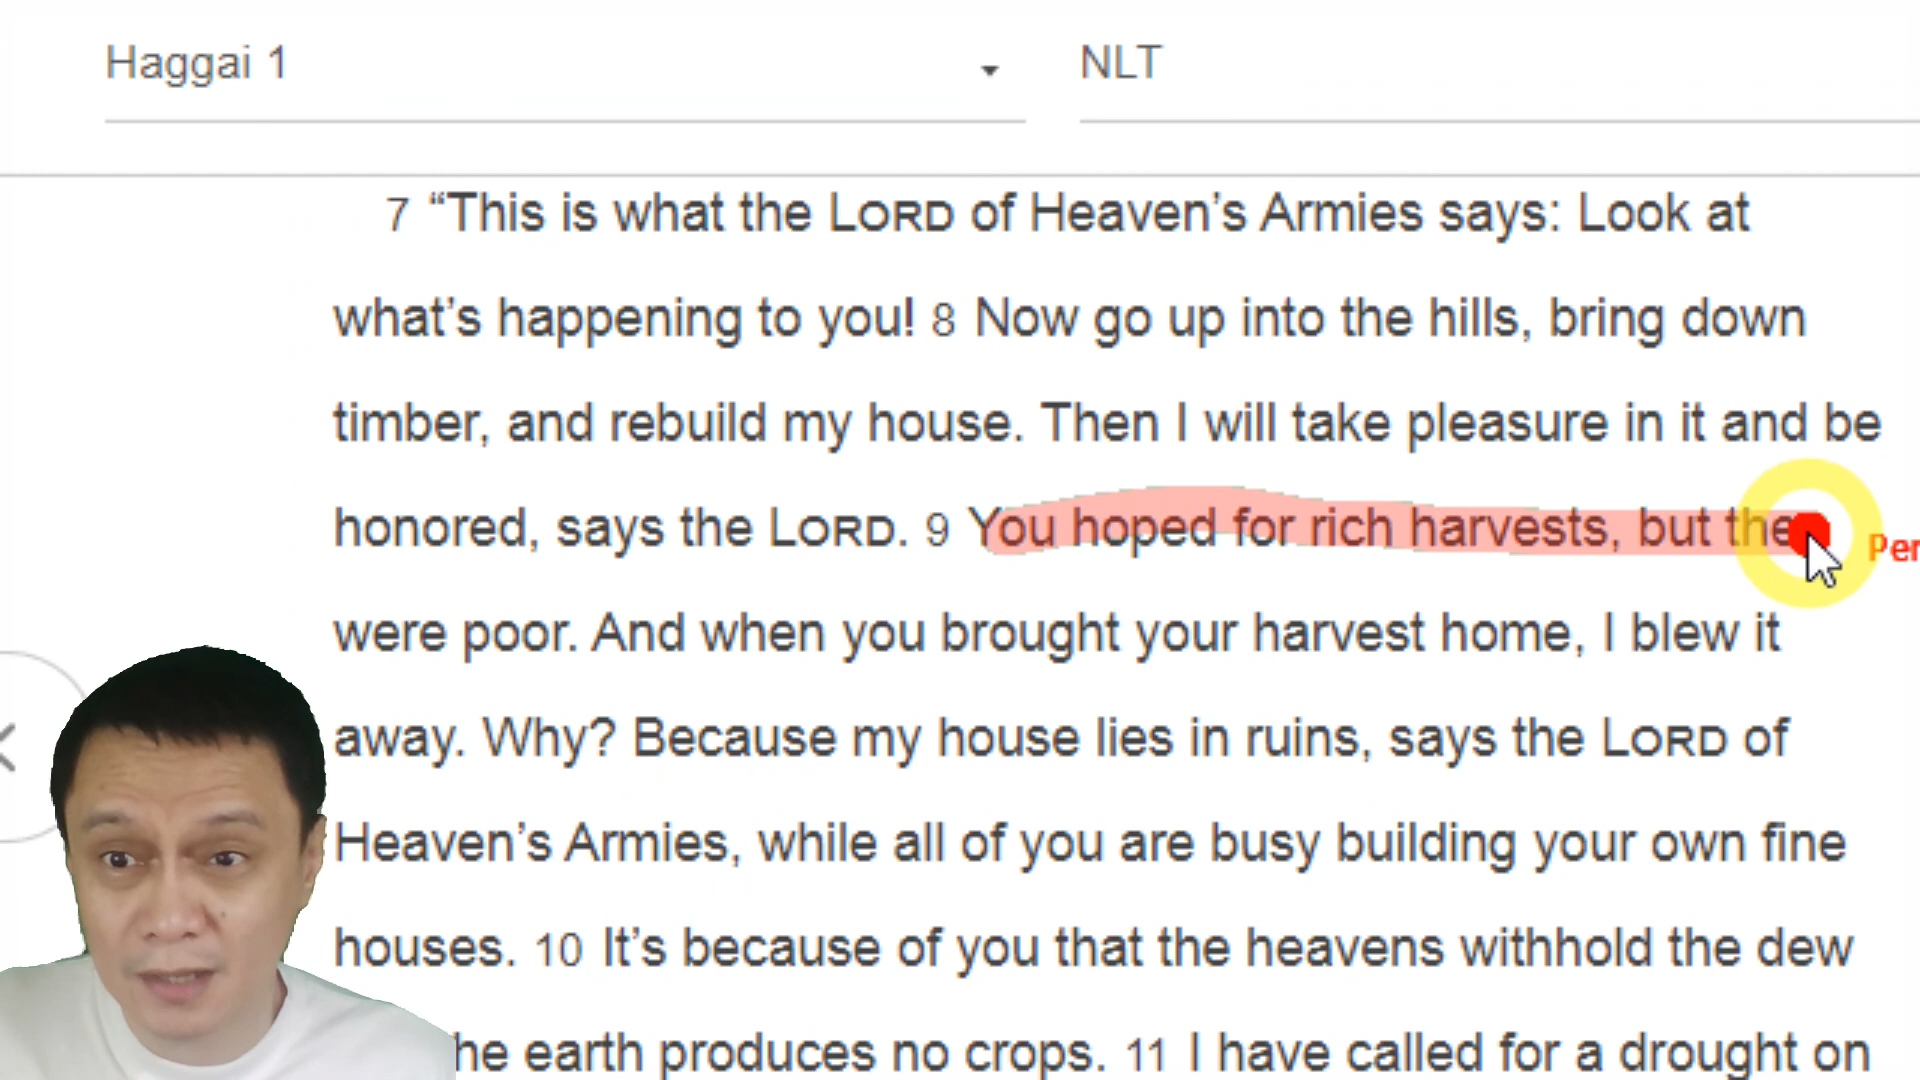 Haggai 1
NLT
7 “This is what the LORD of Heaven’s Armies says: Look at
what’s happening to you! 8 Now go up into the hills, bring down
timber, and rebuild my house. Then I will take pleasure in it and be
honored, says the LORD. 9 You hoped for rich harvests, but the
Per
were poor. And when you brought your harvest home, I blew it
away. Why? Because my house lies in ruins, says the LORD of
Heaven’s Armies, while all of you are busy building your own fine
houses. 10 It’s because of you that the heavens withhold the dew
he earth produces no crops. 11 I have called for a drought on